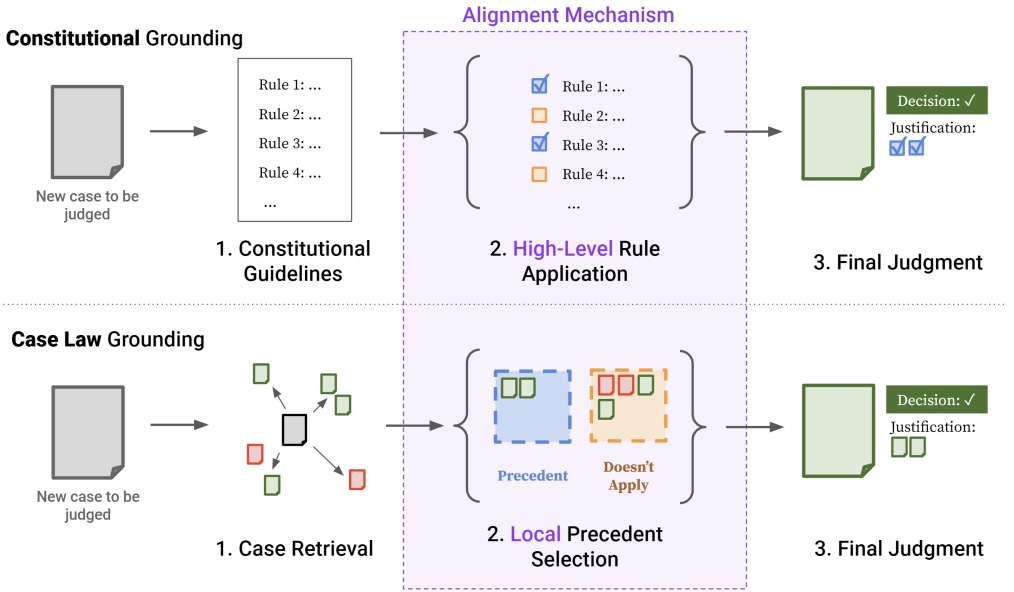 Alignment Mechanism
Constitutional Grounding
New case to be
judged
Rule 1: ...
Rule 2: ...
Rule 3: ...
Rule 4: ...
...
1. Constitutional
Guidelines
Rule 1: ...
Rule 2: ...
Rule 3: ...
Rule 4: ...
...
2. High-Level Rule
Application
Decision: ✓
Justification:
3. Final Judgment
Case Law Grounding
New case to be
judged
1. Case Retrieval
Precedent
Doesn't
Apply
2. Local Precedent
Selection
Decision: ✓
Justification:
3. Final Judgment